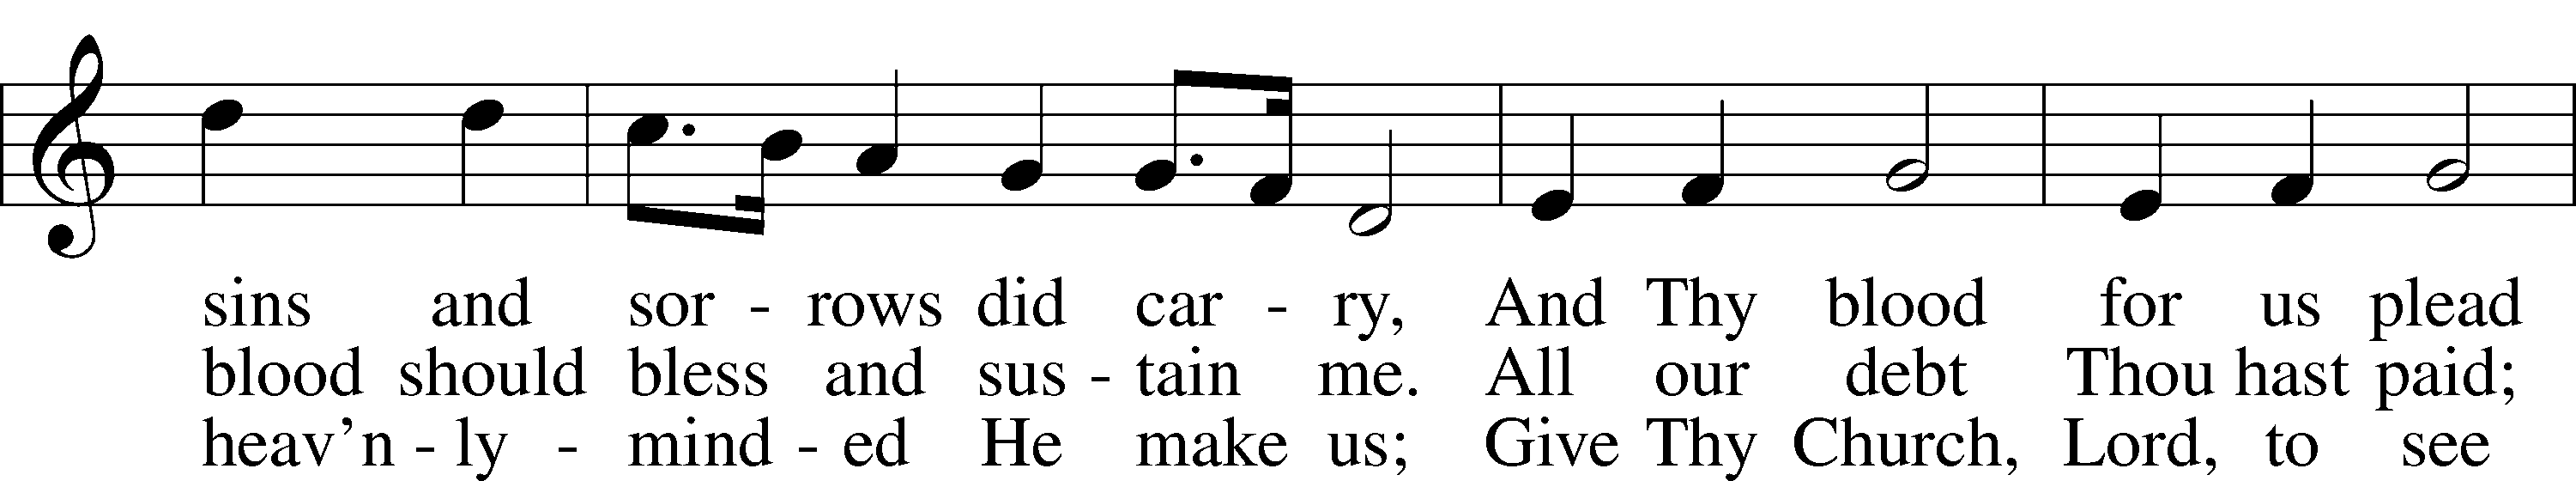 sins and sor - rows did car - ry, And Thy blood for us plead
blood should bless and sus - tain me. All our debt Thou hast paid;
heav'n - ly - mind - ed He make us; Give Thy Church, Lord, to see